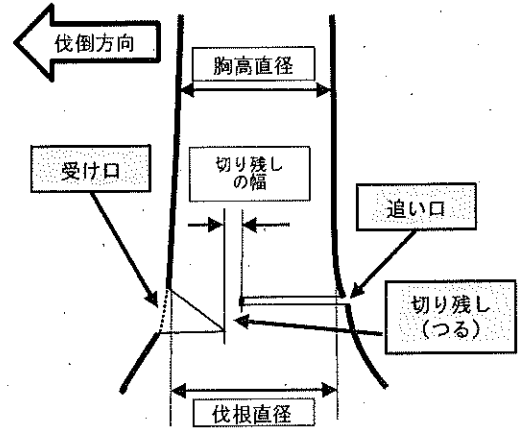 伐倒方向
胸高直径
切り残し
の幅
受け口
追い口
切り残し
（つる）
伐根直径